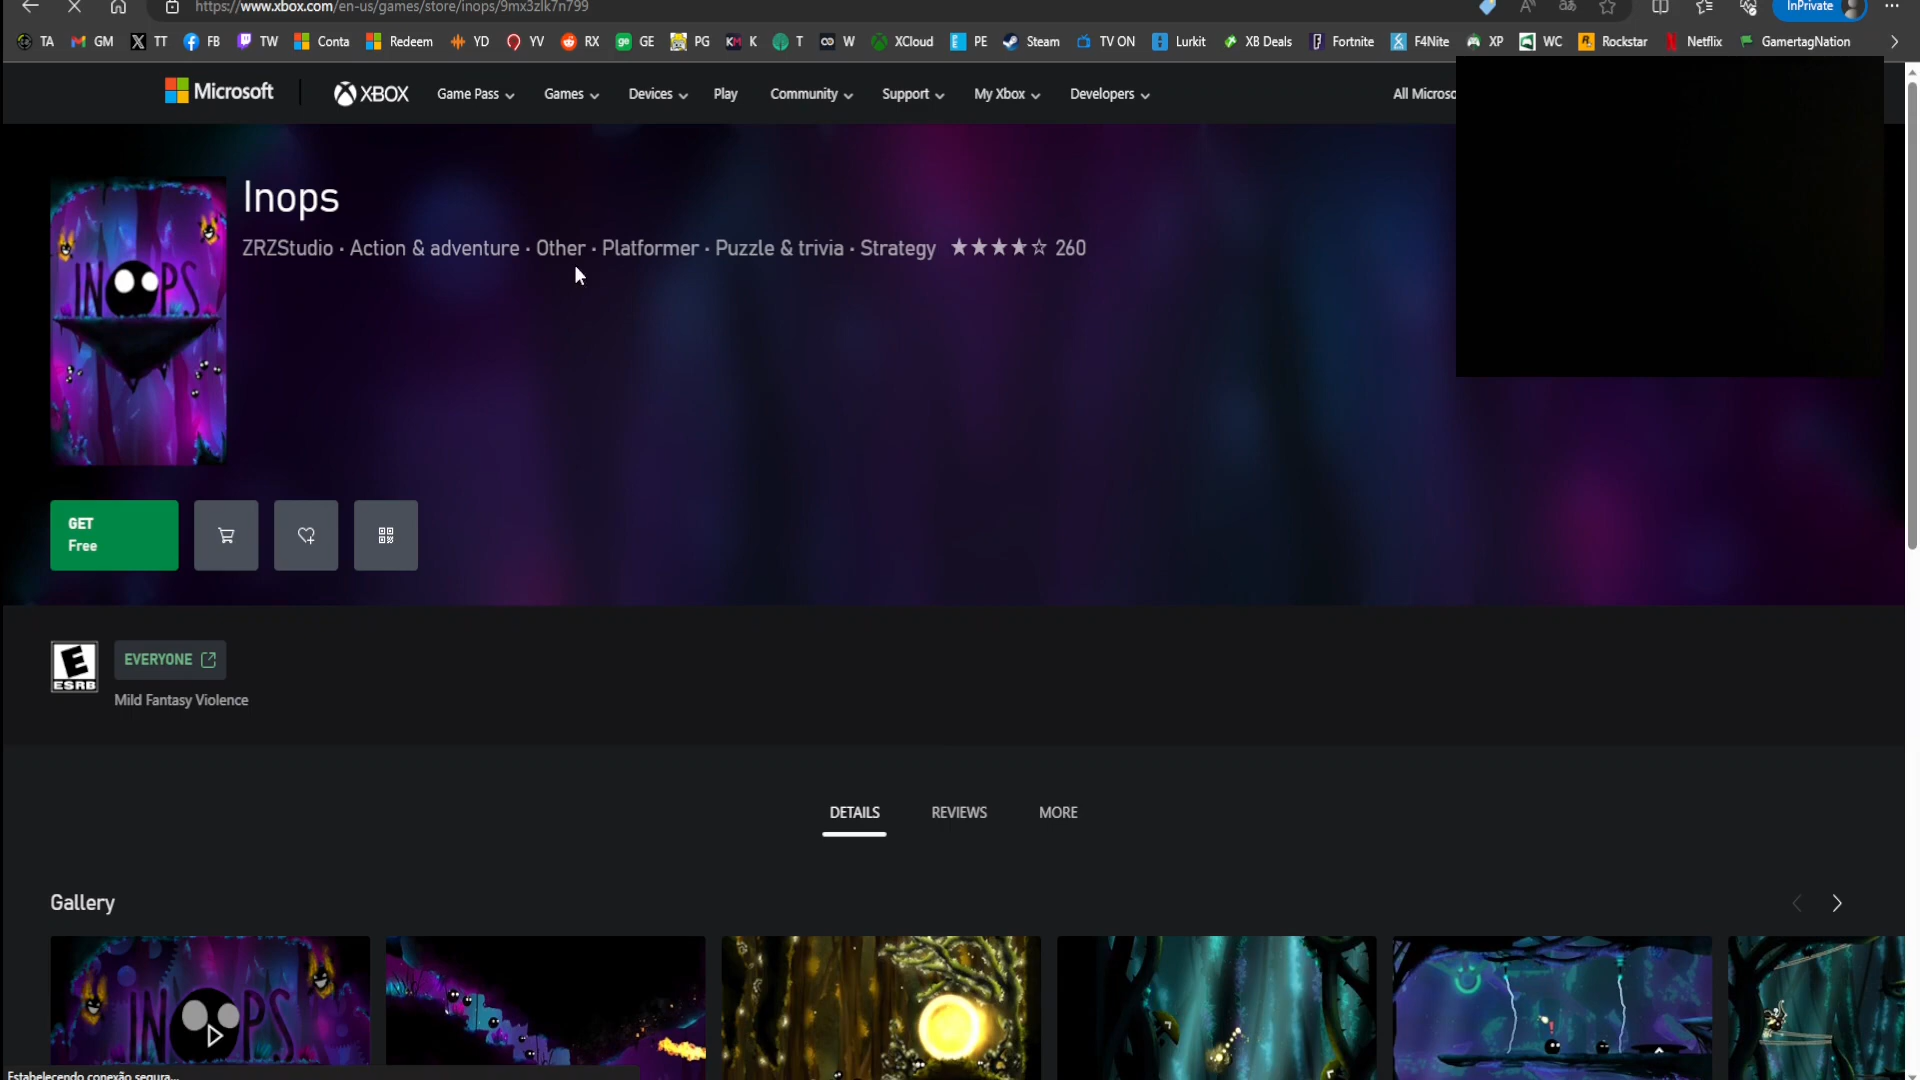 https://www.xbox.com/en-us/games/store/inops/9mx3zlk7n799
InPrivate
TA GM TT FB TW Conta Redeem YD YV RX GE PG K T W XCloud PE Steam TV ON Lurkit XB Deals Fortnite F4Nite XP WC Rockstar Netflix GamertagNation
Microsoft XBOX Game Pass Games Devices Play Community Support My Xbox Developers All Microso
Inops
ZRZStudio · Action & adventure · Other · Platformer · Puzzle & trivia · Strategy ★★★★☆ 260
INOPS
GET
Free
E
ESRB
EVERYONE
Mild Fantasy Violence
DETAILS REVIEWS MORE
Gallery
INOPS
Estabelecendo conexão segura...